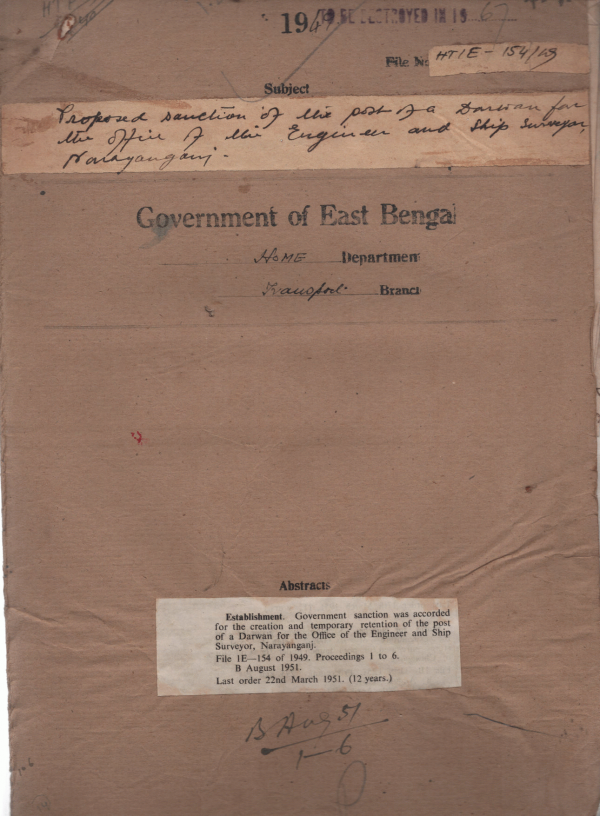 1949 TO BE DESTROYED IN 19 67
File No. HT1E-154/49
Subject
Proposed sanction of the post of a Darwan for
the office of the Engineer and Ship Surveyor,
Narayanganj.
Government of East Bengal
HOME Department
Transport Branch
Abstracts
Establishment. Government sanction was accorded
for the creation and temporary retention of the post
of a Darwan for the Office of the Engineer and Ship
Surveyor, Narayanganj.
File 1E—154 of 1949. Proceedings 1 to 6.
B August 1951.
Last order 22nd March 1951. (12 years.)
B Aug 51
1—6